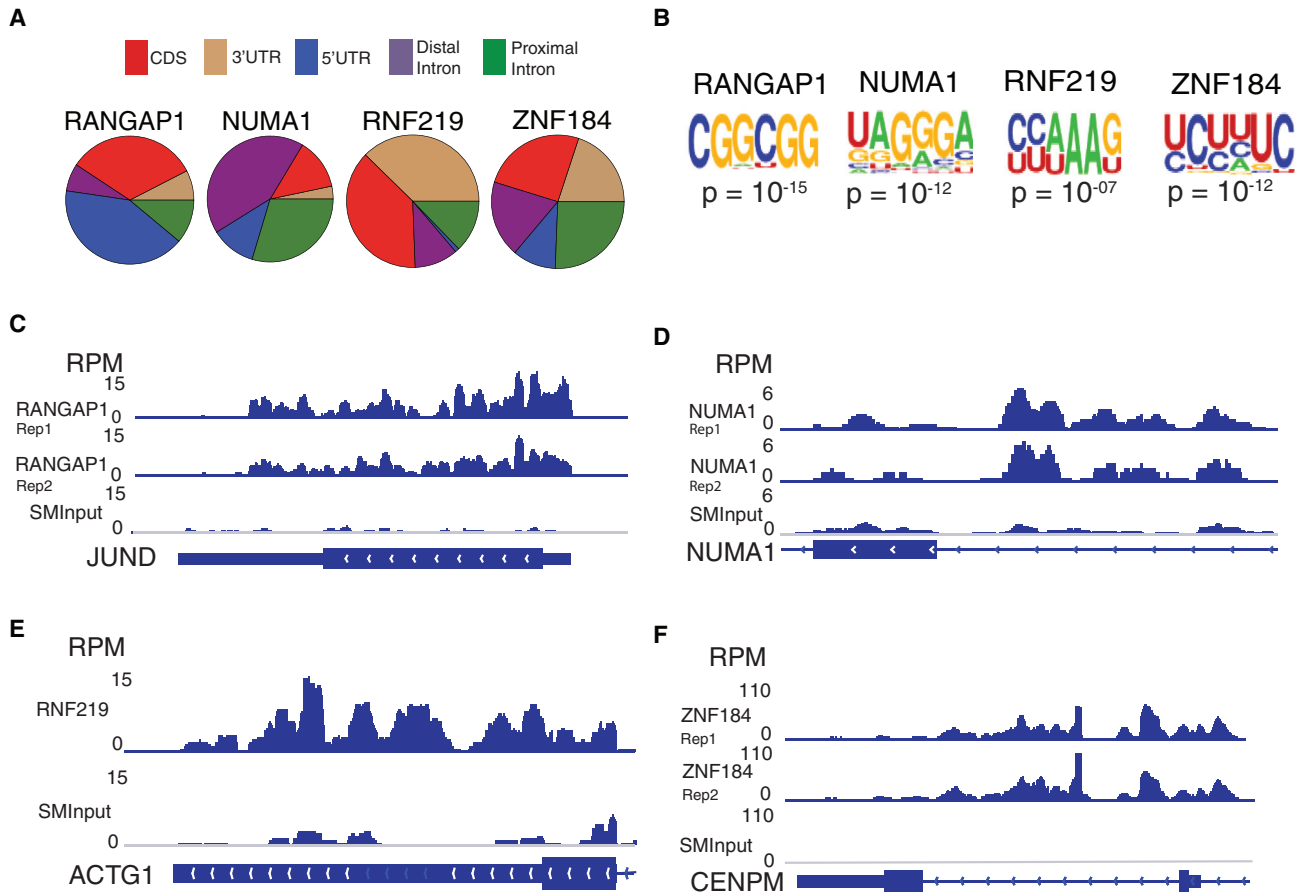 A
CDS
3'UTR
5'UTR
Distal
Intron
Proximal
Intron
RANGAP1
NUMA1
RNF219
ZNF184
B
RANGAP1
NUMA1
RNF219
ZNF184
CGGCGG
UAGGGA
CCAAAG
UUUAAU
UCUUUC
p = 10-15
p = 10-12
p = 10-07
p = 10-12
C
RPM
15
RANGAP1
0
Rep1
15
RANGAP1
0
Rep2
15
SMInput
0
JUND
D
RPM
6
NUMA1
0
Rep1
6
NUMA1
0
Rep2
6
SMInput
0
NUMA1
E
RPM
15
RNF219
0
15
SMInput
0
ACTG1
F
RPM
110
ZNF184
0
Rep1
110
ZNF184
0
Rep2
110
SMInput
0
CENPM